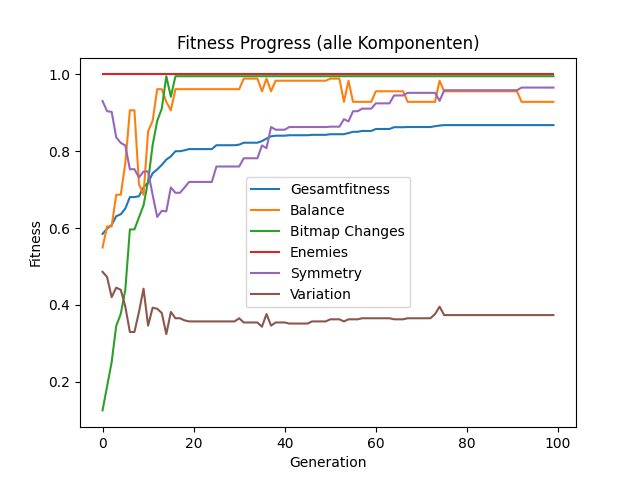 Fitness Progress (alle Komponenten)
1.0
0.8
0.6
0.4
0.2
Fitness
Gesamtfitness
Balance
Bitmap Changes
Enemies
Symmetry
Variation
0 20 40 60 80 100
Generation